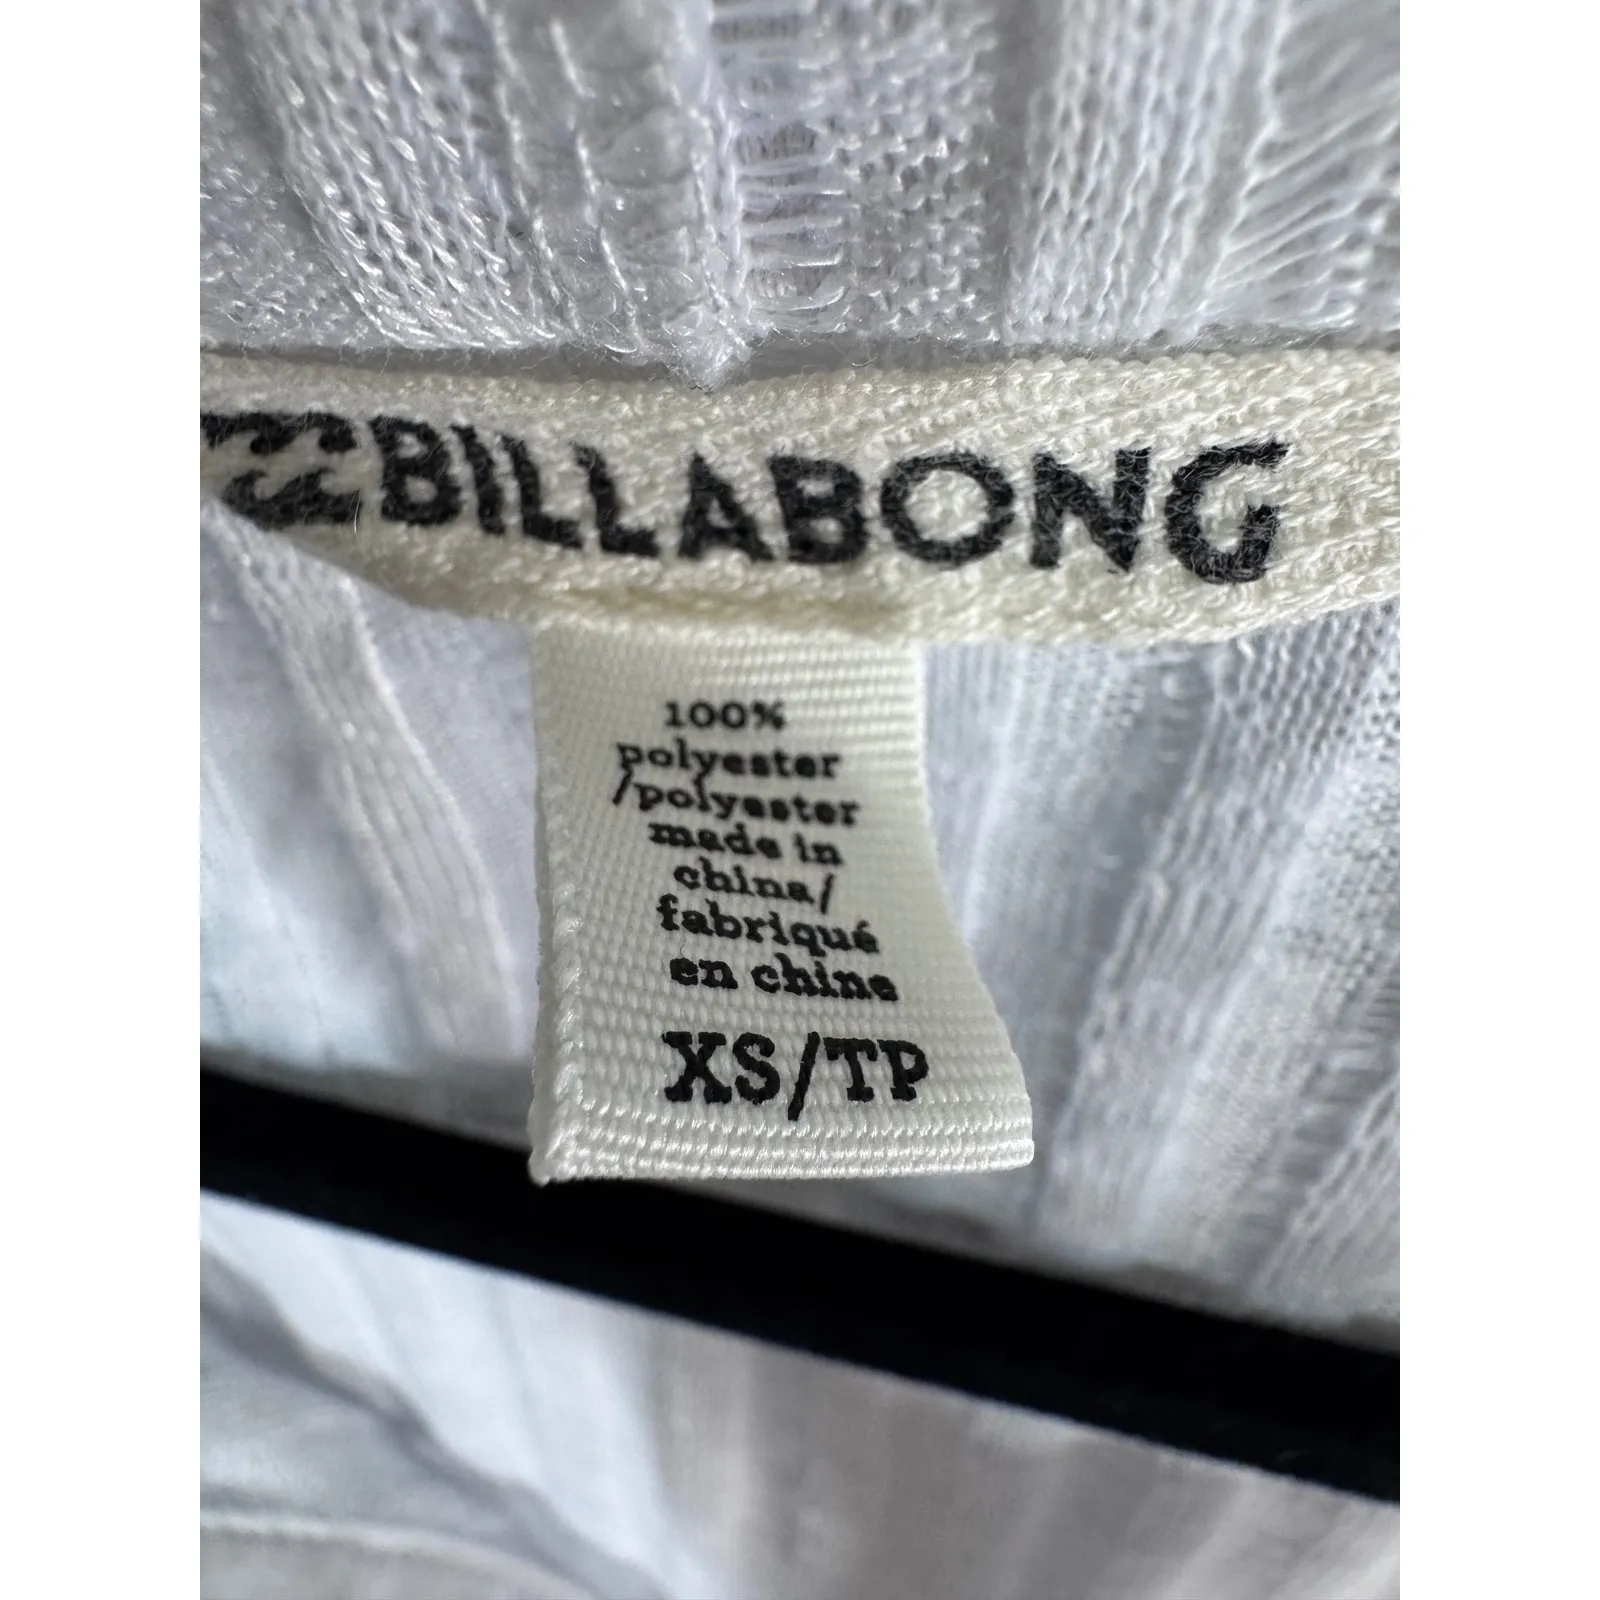 BILLABONG
100%
polyester
/polyester
made in
china/
fabriqué
en chine
XS/TP